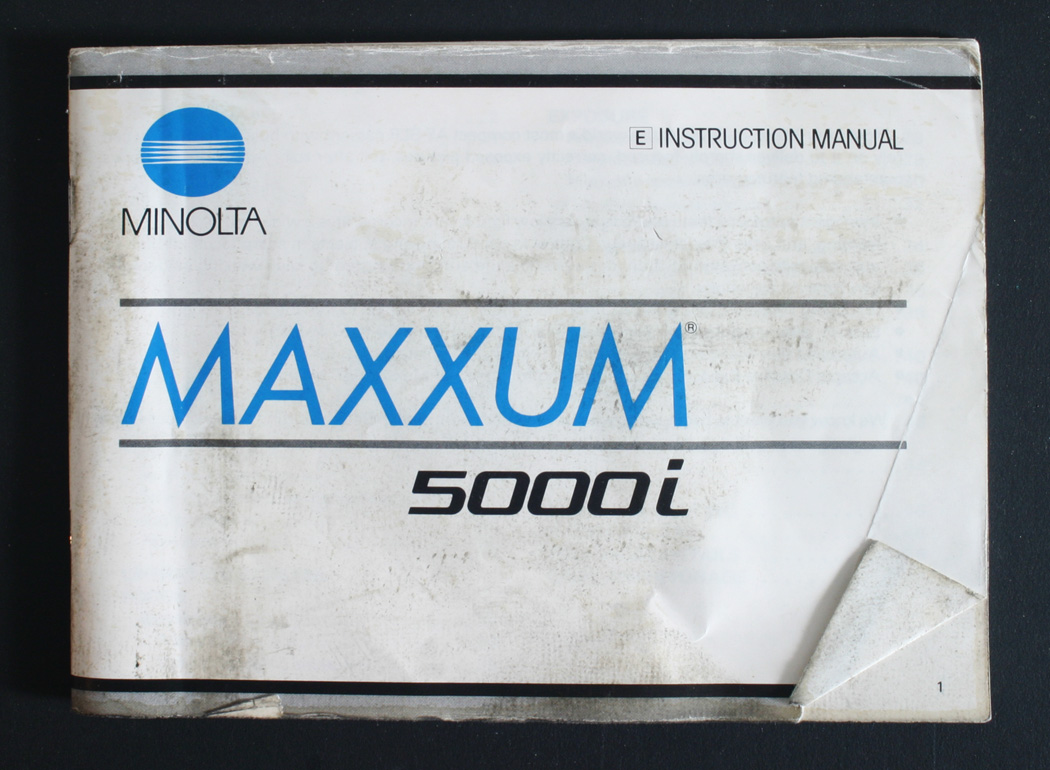 E INSTRUCTION MANUAL
MINOLTA
MAXXUM®
5000i
1